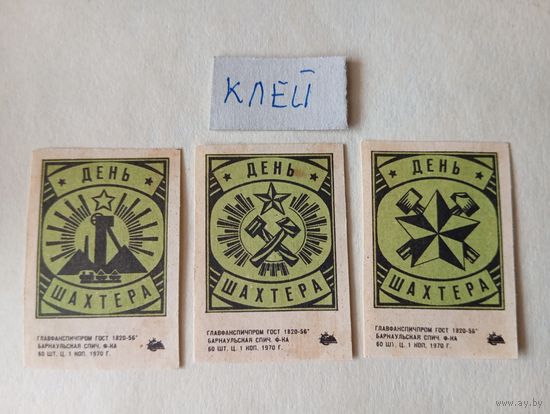 КЛЕЙ
ДЕНЬ
ШАХТЕРА
ГЛАВФАНСПИЧПРОМ ГОСТ 1820-56*
БАРНАУЛЬСКАЯ СПИЧ. Ф-КА
60 ШТ. Ц. 1 КОП. 1970 Г.
ДЕНЬ
ШАХТЕРА
ГЛАВФАНСПИЧПРОМ ГОСТ 1820-56*
БАРНАУЛЬСКАЯ СПИЧ. Ф-КА
60 ШТ. Ц. 1 КОП. 1970 Г.
ДЕНЬ
ШАХТЕРА
ГЛАВФАНСПИЧПРОМ ГОСТ 1820-56*
БАРНАУЛЬСКАЯ СПИЧ. Ф-КА
60 ШТ. Ц. 1 КОП. 1970 Г.
www.ay.by